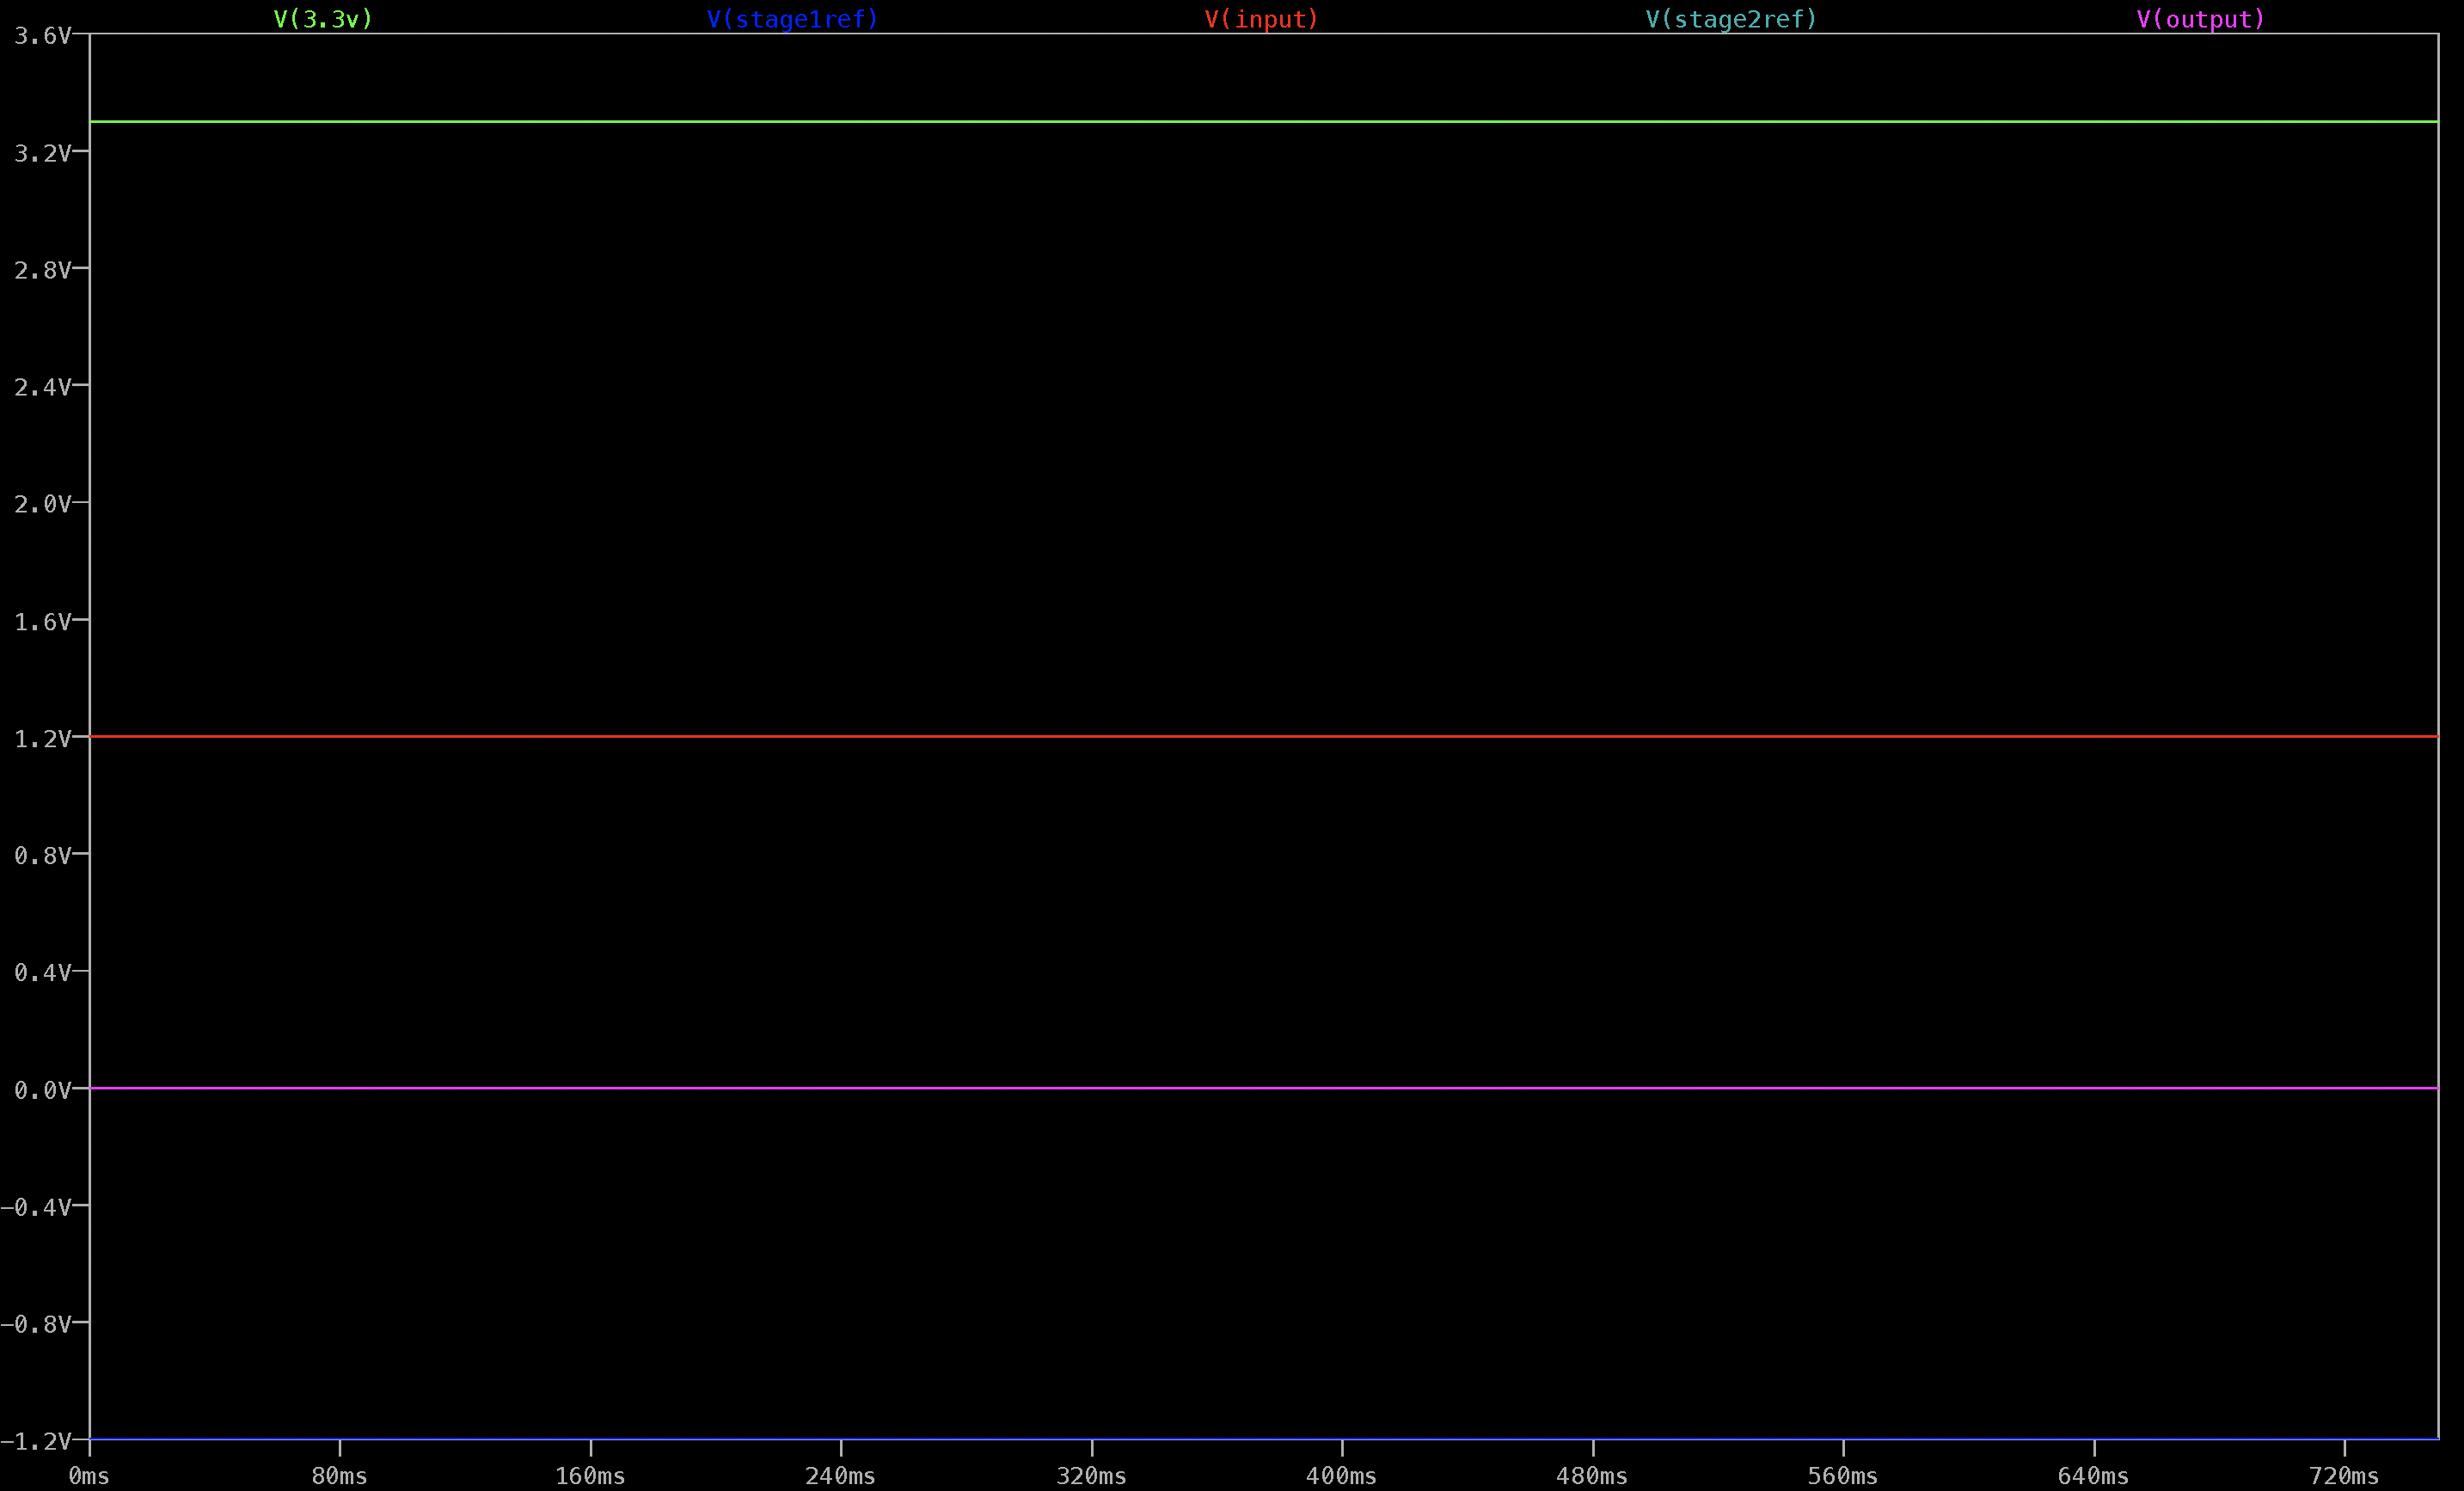 V(3.3v) V(stage1ref) V(input) V(stage2ref) V(output)
3.6V
3.2V
2.8V
2.4V
2.0V
1.6V
1.2V
0.8V
0.4V
0.0V
−0.4V
−0.8V
−1.2V
0ms 80ms 160ms 240ms 320ms 400ms 480ms 560ms 640ms 720ms